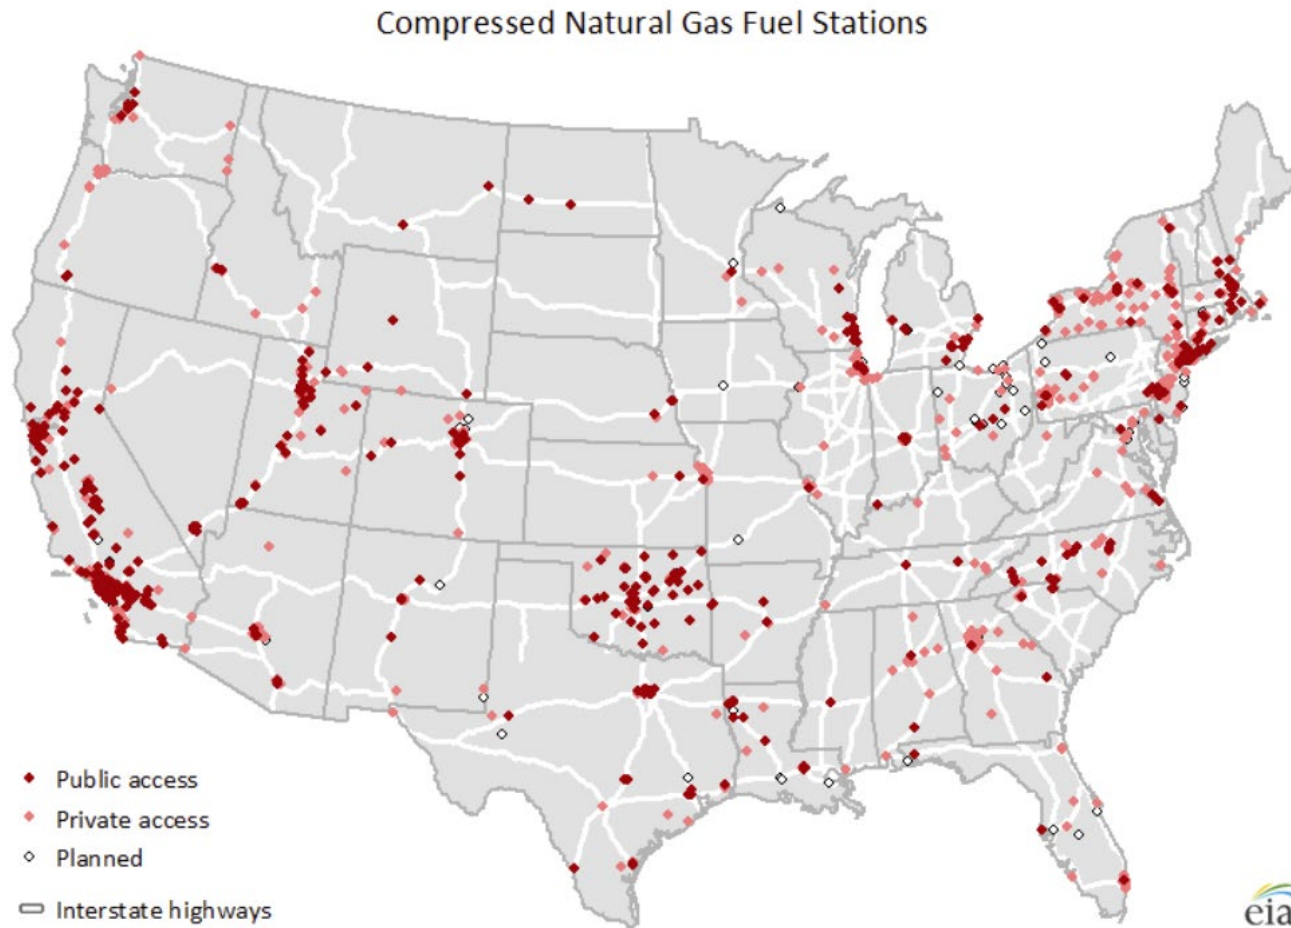 Compressed Natural Gas Fuel Stations
Public access
Private access
Planned
Interstate highways
eia